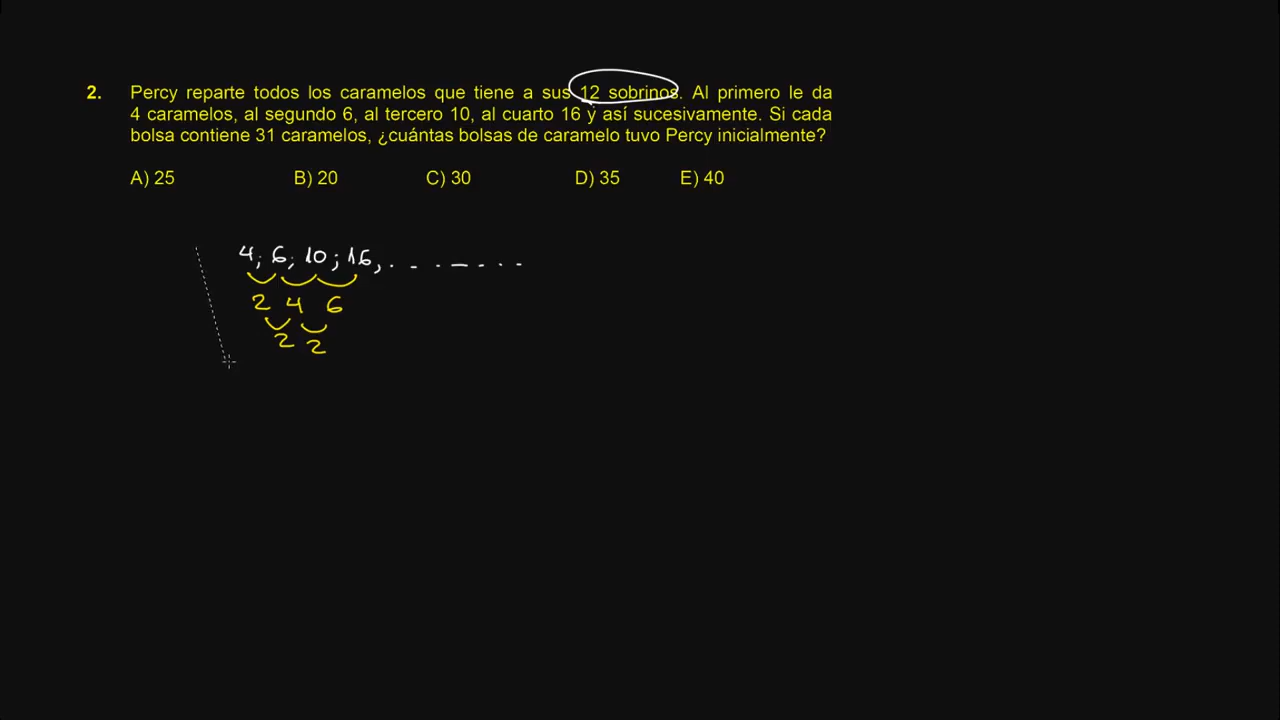 2. Percy reparte todos los caramelos que tiene a sus 12 sobrinos. Al primero le da
4 caramelos, al segundo 6, al tercero 10, al cuarto 16 y así sucesivamente. Si cada
bolsa contiene 31 caramelos, ¿cuántas bolsas de caramelo tuvo Percy inicialmente?
A) 25 B) 20 C) 30 D) 35 E) 40
4; 6; 10; 16, . . . . . . .
2 4 6
2 2